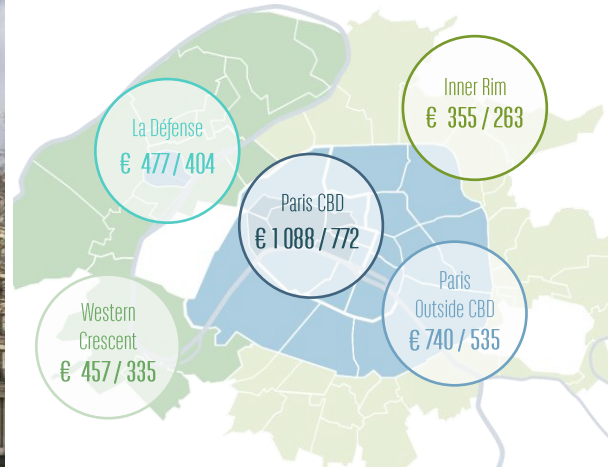 Inner Rim
€ 355 / 263
La Défense
€ 477 / 404
Paris CBD
€ 1 088 / 772
Paris
Outside CBD
€ 740 / 535
Western
Crescent
€ 457 / 335